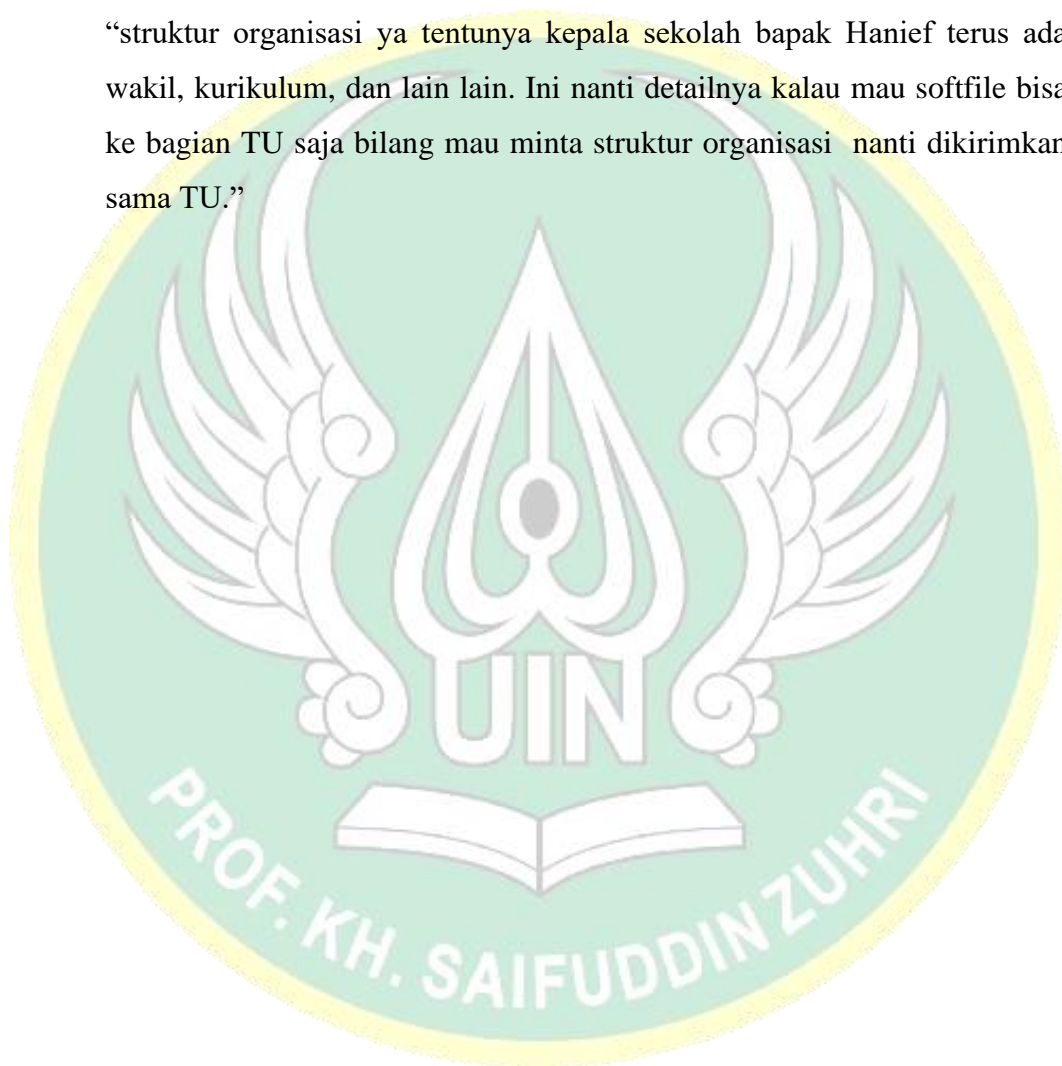 “struktur organisasi ya tentunya kepala sekolah bapak Hanief terus ada
wakil, kurikulum, dan lain lain. Ini nanti detailnya kalau mau softfile bisa
ke bagian TU saja bilang mau minta struktur organisasi  nanti dikirimkan
sama TU.”
UIN
PROF. KH. SAIFUDDIN ZUHRI